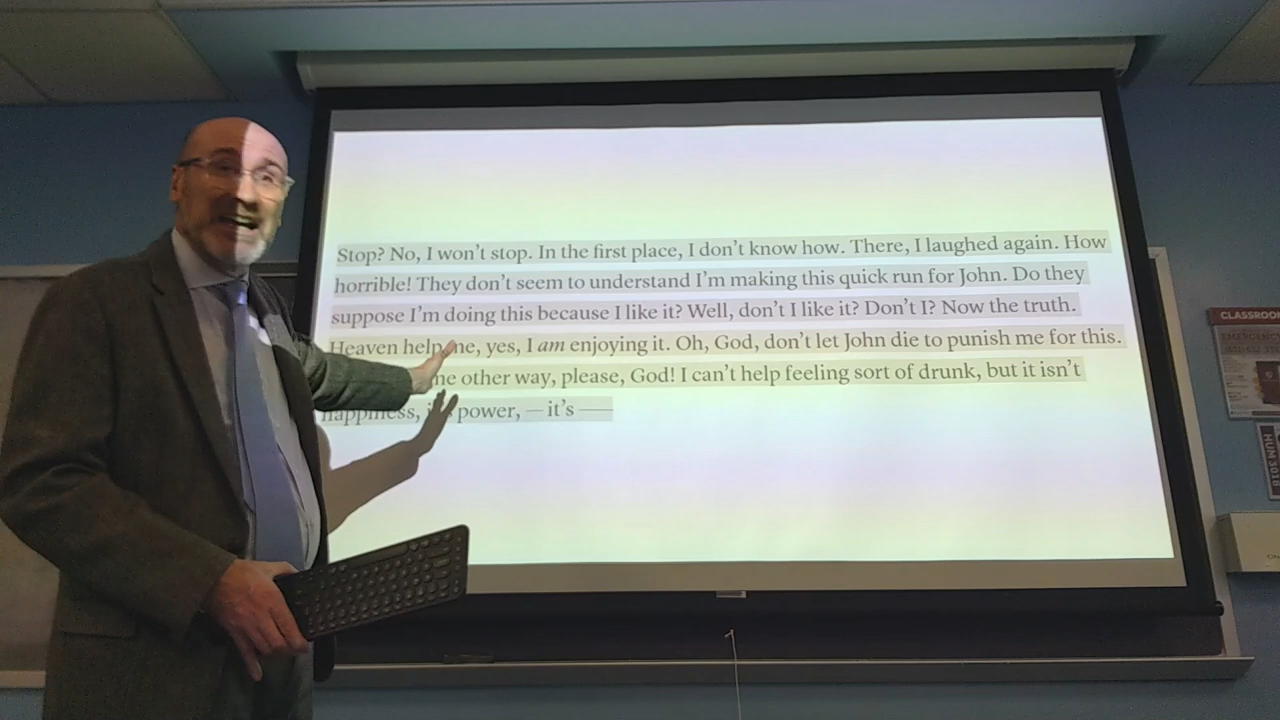 Stop? No, I won't stop. In the first place, I don't know how. There, I laughed again. How
horrible! They don't seem to understand I'm making this quick run for John. Do they
suppose I'm doing this because I like it? Well, don't I like it? Don't I? Now the truth.
Heaven help me, yes, I am enjoying it. Oh, God, don't let John die to punish me for this.
other way, please, God! I can't help feeling sort of drunk, but it isn't
happiness, power, — it's ——
CLASSROOM
EMERGENCY
HUM 301B